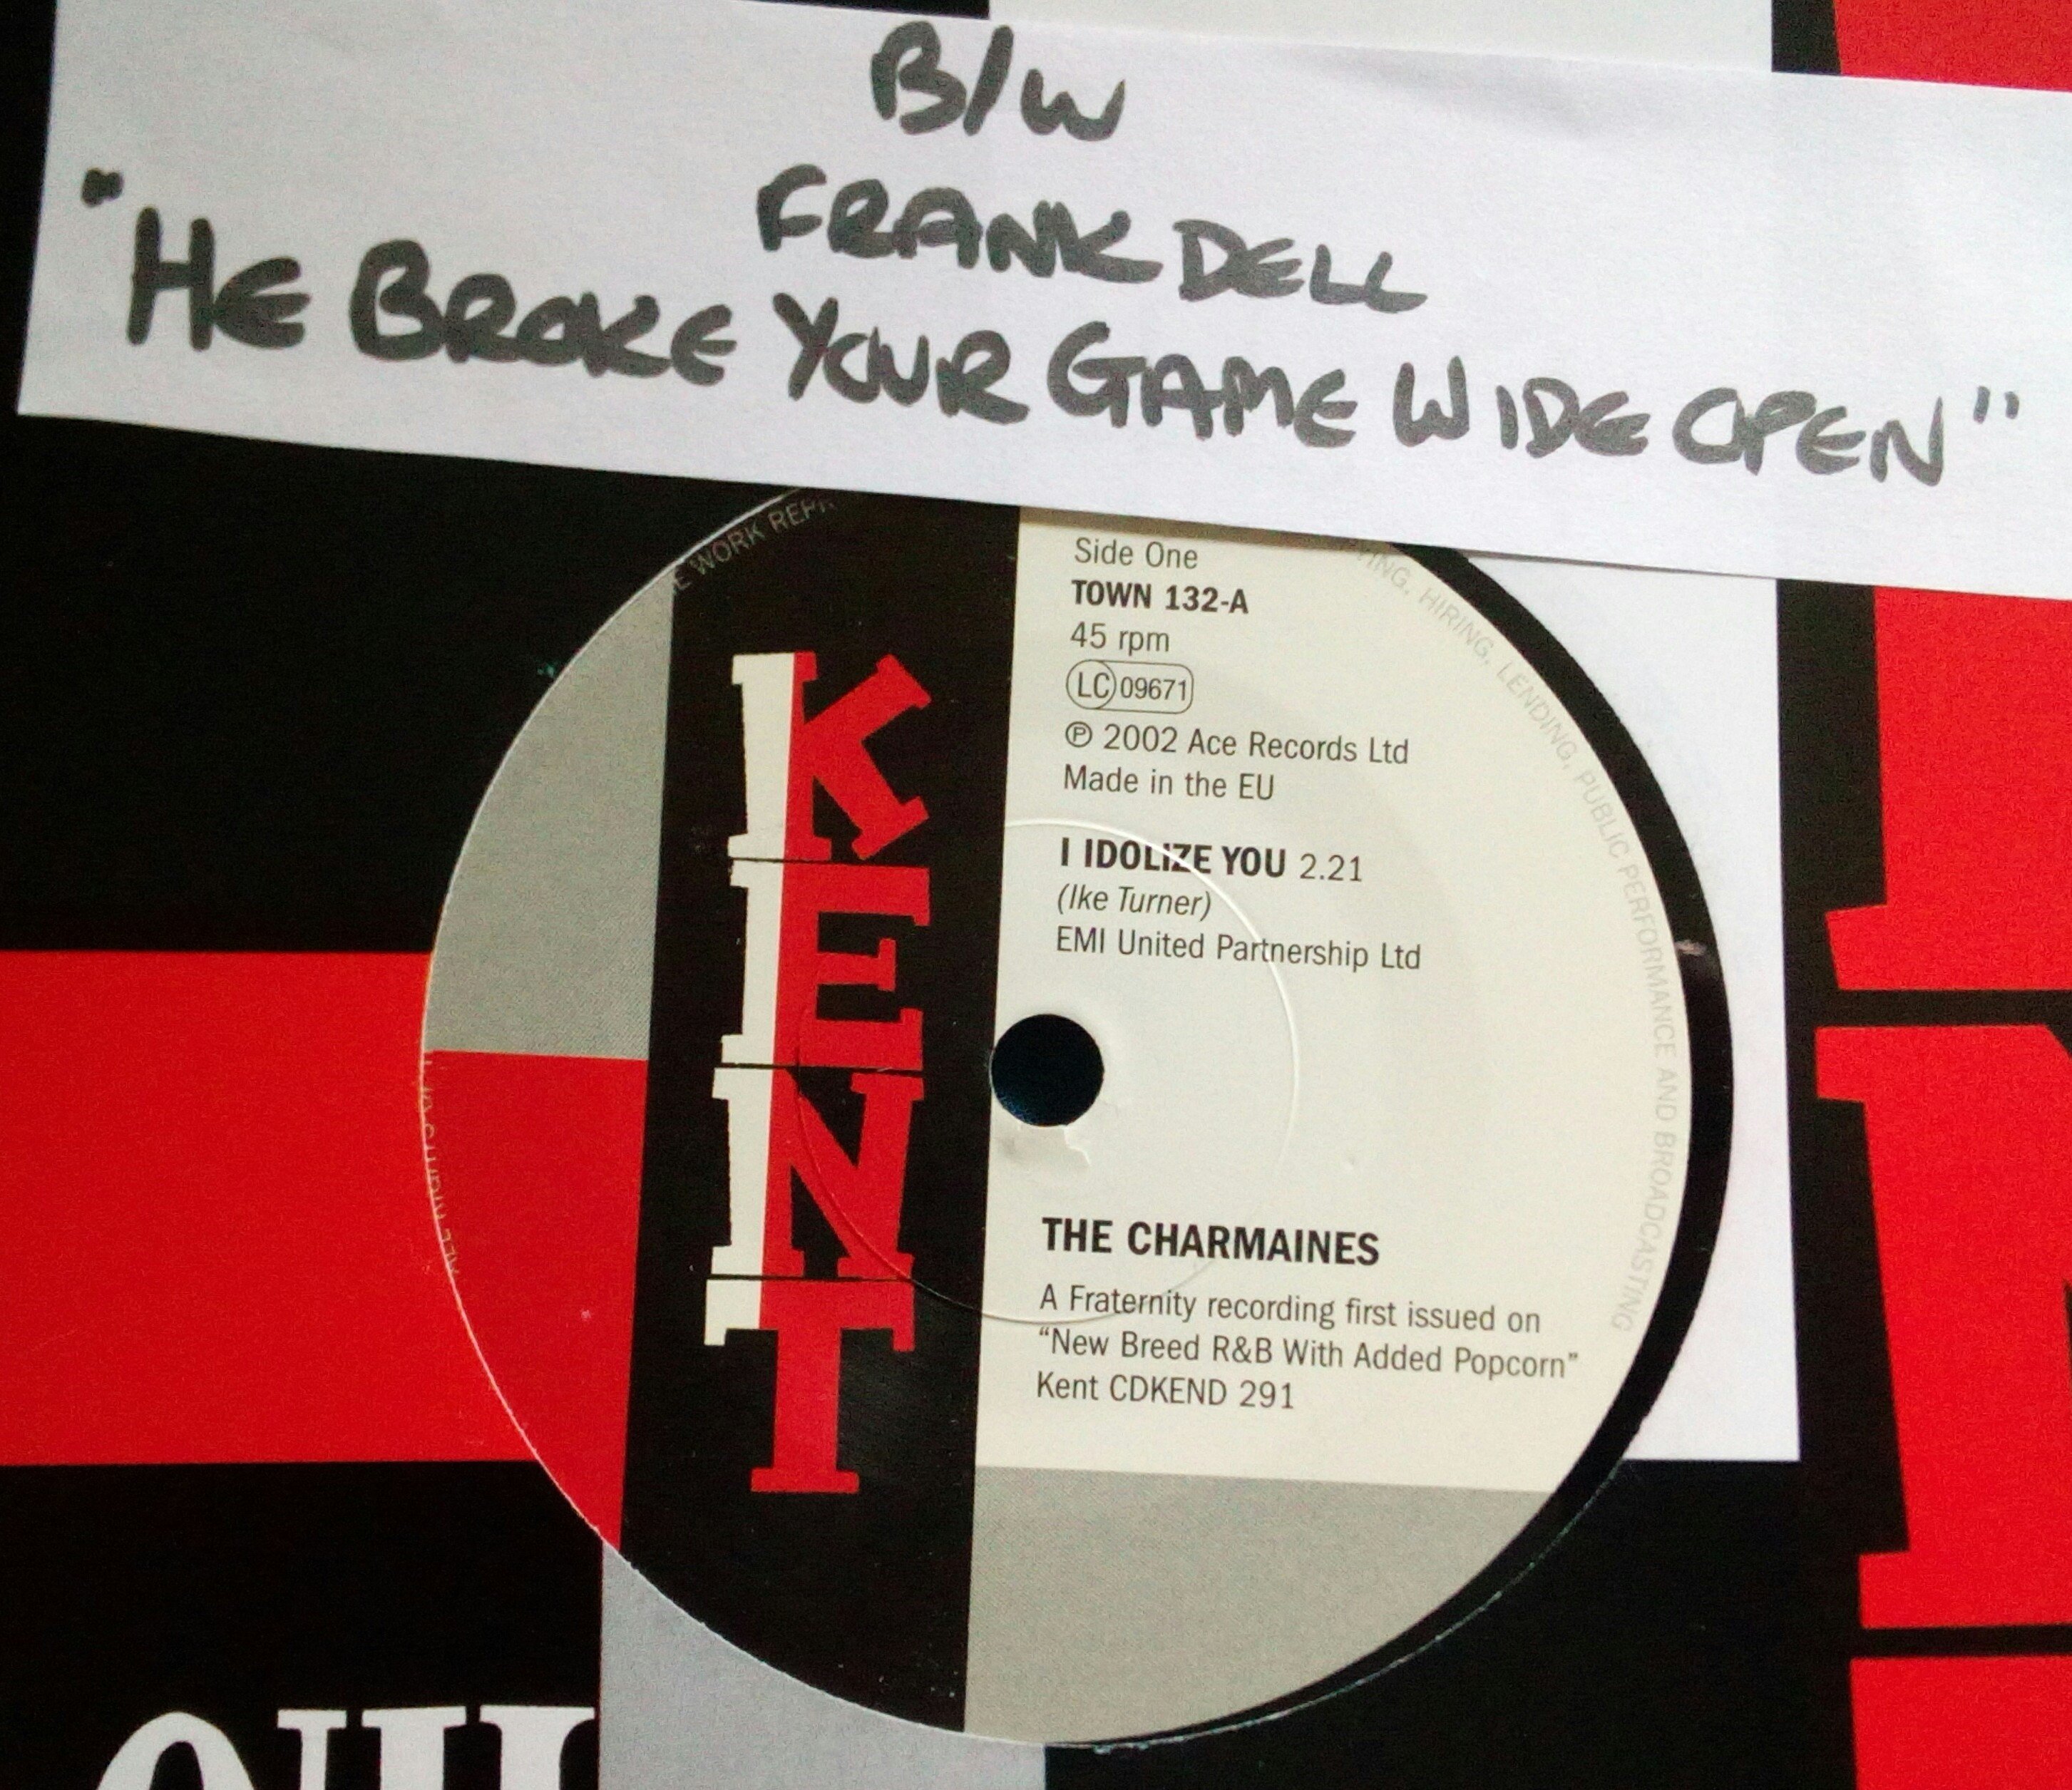 B/W
FRANK DELL
"HE BROKE YOUR GAME WIDE OPEN"
Side One
TOWN 132-A
45 rpm
LC 09671
℗ 2002 Ace Records Ltd
Made in the EU
I IDOLIZE YOU 2.21
(Ike Turner)
EMI United Partnership Ltd
THE CHARMAINES
A Fraternity recording first issued on
“New Breed R&B With Added Popcorn”
Kent CDKEND 291
KENT
WORK
HIRING, LENDING, PUBLIC PERFORMANCE AND BROADCASTING